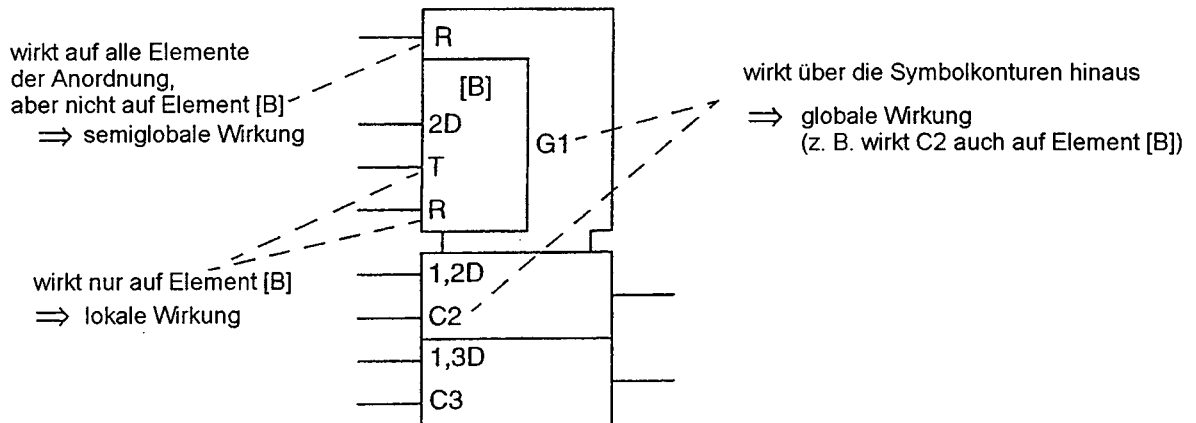 wirkt auf alle Elemente
der Anordnung,
aber nicht auf Element [B]
⟹ semiglobale Wirkung
R
[B]
2D
T
R
G1
wirkt über die Symbolkonturen hinaus
⟹ globale Wirkung
(z. B. wirkt C2 auch auf Element [B])
wirkt nur auf Element [B]
⟹ lokale Wirkung
1,2D
C2
1,3D
C3